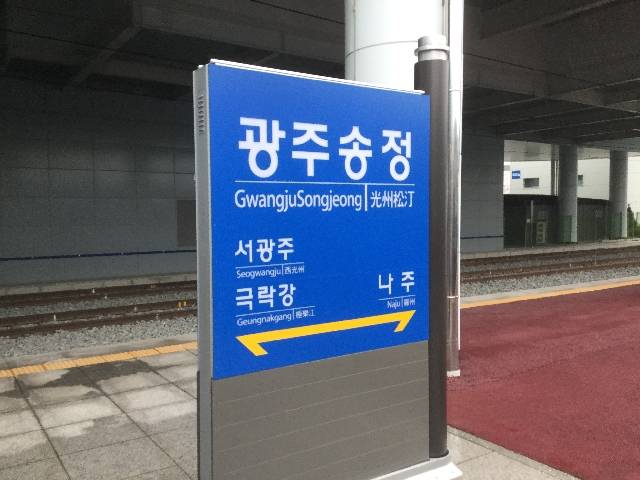 광주송정
GwangjuSongjeong 光州松汀
서광주
Seogwangju 西光州
극락강
Geungnakgang 極樂江
나 주
Naju 羅州